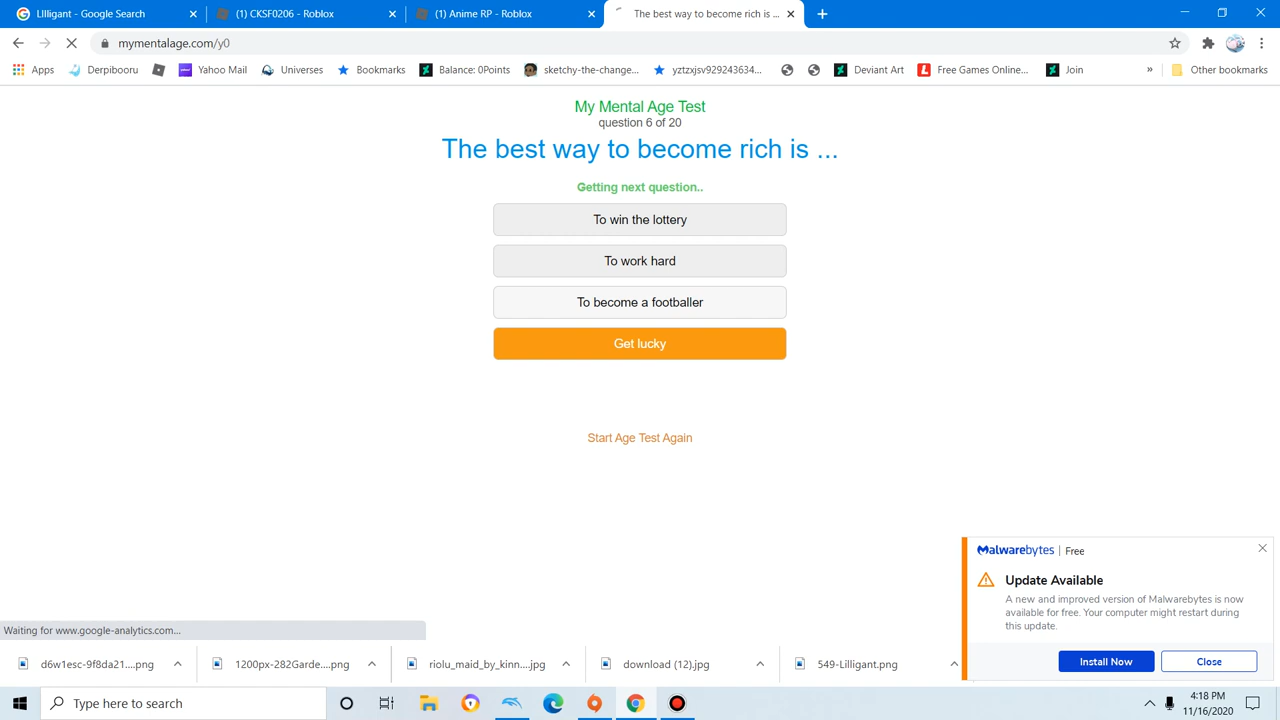 LIlligant - Google Search
(1) CKSF0206 - Roblox
(1) Anime RP - Roblox
The best way to become rich is ...
mymentalage.com/y0
Apps
Derpibooru
Yahoo Mail
Universes
Bookmarks
Balance: 0Points
sketchy-the-change...
yztzxjsv929243634...
Deviant Art
Free Games Online...
Join
»
Other bookmarks
My Mental Age Test
question 6 of 20
The best way to become rich is ...
Getting next question..
To win the lottery
To work hard
To become a footballer
Get lucky
Start Age Test Again
Malwarebytes | Free
Update Available
A new and improved version of Malwarebytes is now
available for free. Your computer might restart during
this update.
Install Now
Close
Waiting for www.google-analytics.com...
d6w1esc-9f8da21....png
1200px-282Garde....png
riolu_maid_by_kinn....jpg
download (12).jpg
549-Lilligant.png
Type here to search
4:18 PM
11/16/2020